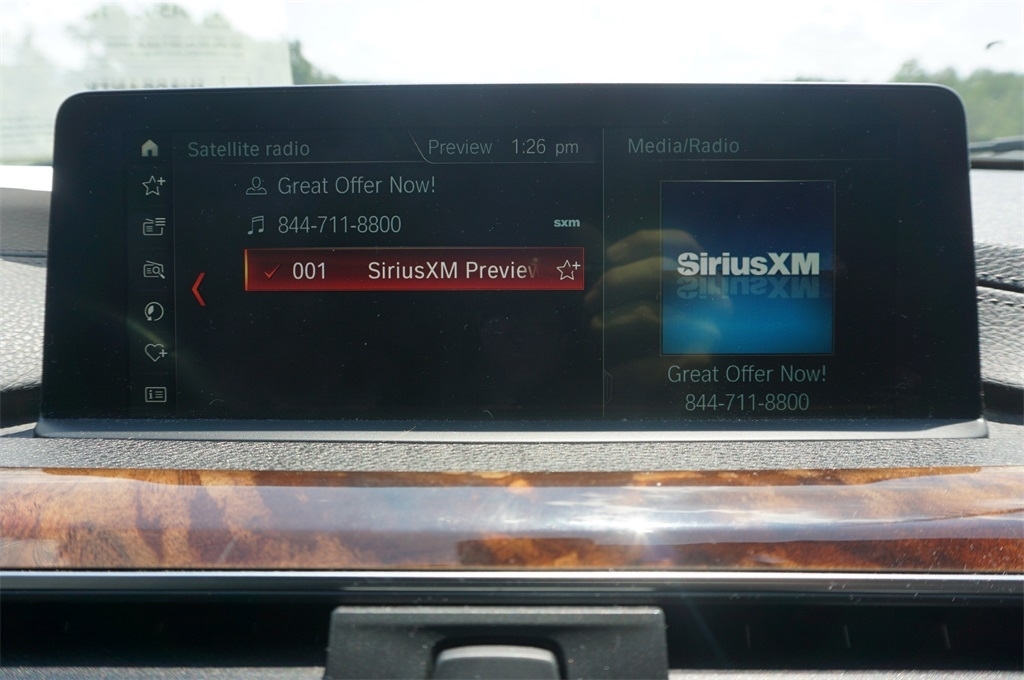 Satellite radio
Preview 1:26 pm
Media/Radio
Great Offer Now!
844-711-8800
sxm
001 SiriusXM Preview
SiriusXM
Great Offer Now!
844-711-8800